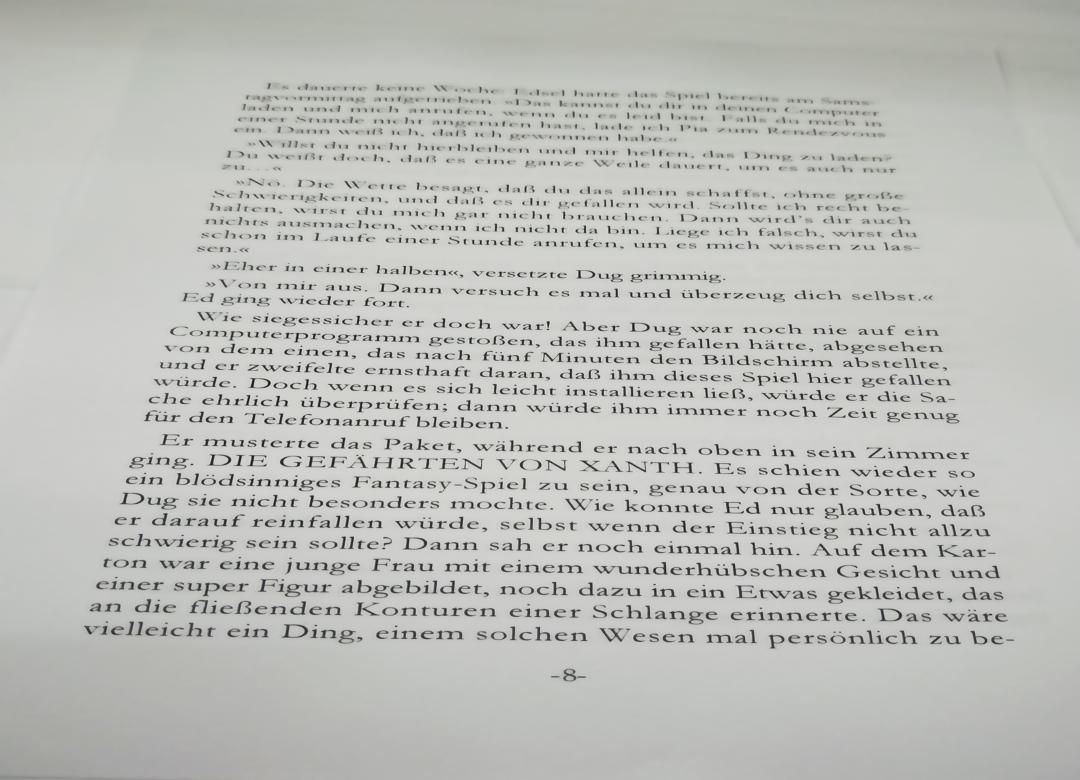 Es dauerte keine Woche. Edsel hatte das Spiel bereits am Sams-
tagvormittag aufgetrieben. »Das kannst du dir in deinen Computer
laden und mich anrufen, wenn du es leid bist. Falls du mich in
einer Stunde nicht angerufen hast, lade ich Pia zum Rendezvous
ein. Dann weiß ich, daß ich gewonnen habe.«
»Willst du nicht hierbleiben und mir helfen, das Ding zu laden?
Du weißt doch, daß es eine ganze Weile dauert, um es auch nur
zu. . .«
»Nö. Die Wette besagt, daß du das allein schaffst, ohne große
Schwierigkeiten, und daß es dir gefallen wird. Sollte ich recht be-
halten, wirst du mich gar nicht brauchen. Dann wird's dir auch
nichts ausmachen, wenn ich nicht da bin. Liege ich falsch, wirst du
schon im Laufe einer Stunde anrufen, um es mich wissen zu las-
sen.«
»Eher in einer halben«, versetzte Dug grimmig.
»Von mir aus. Dann versuch es mal und überzeug dich selbst.«
Ed ging wieder fort.
Wie siegessicher er doch war! Aber Dug war noch nie auf ein
Computerprogramm gestoßen, das ihm gefallen hätte, abgesehen
von dem einen, das nach fünf Minuten den Bildschirm abstellte,
und er zweifelte ernsthaft daran, daß ihm dieses Spiel hier gefallen
würde. Doch wenn es sich leicht installieren ließ, würde er die Sa-
che ehrlich überprüfen; dann würde ihm immer noch Zeit genug
für den Telefonanruf bleiben.
Er musterte das Paket, während er nach oben in sein Zimmer
ging. DIE GEFÄHRTEN VON XANTH. Es schien wieder so
ein blödsinniges Fantasy-Spiel zu sein, genau von der Sorte, wie
Dug sie nicht besonders mochte. Wie konnte Ed nur glauben, daß
er darauf reinfallen würde, selbst wenn der Einstieg nicht allzu
schwierig sein sollte? Dann sah er noch einmal hin. Auf dem Kar-
ton war eine junge Frau mit einem wunderhübschen Gesicht und
einer super Figur abgebildet, noch dazu in ein Etwas gekleidet, das
an die fließenden Konturen einer Schlange erinnerte. Das wäre
vielleicht ein Ding, einem solchen Wesen mal persönlich zu be-
-8-